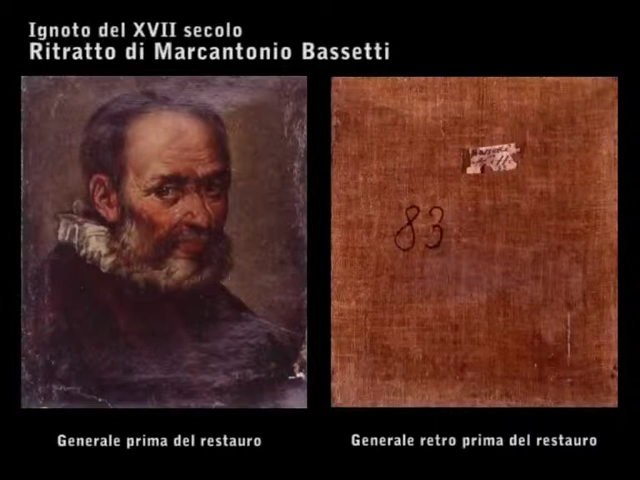 Ignoto del XVII secolo
Ritratto di Marcantonio Bassetti
83
Generale prima del restauro
Generale retro prima del restauro